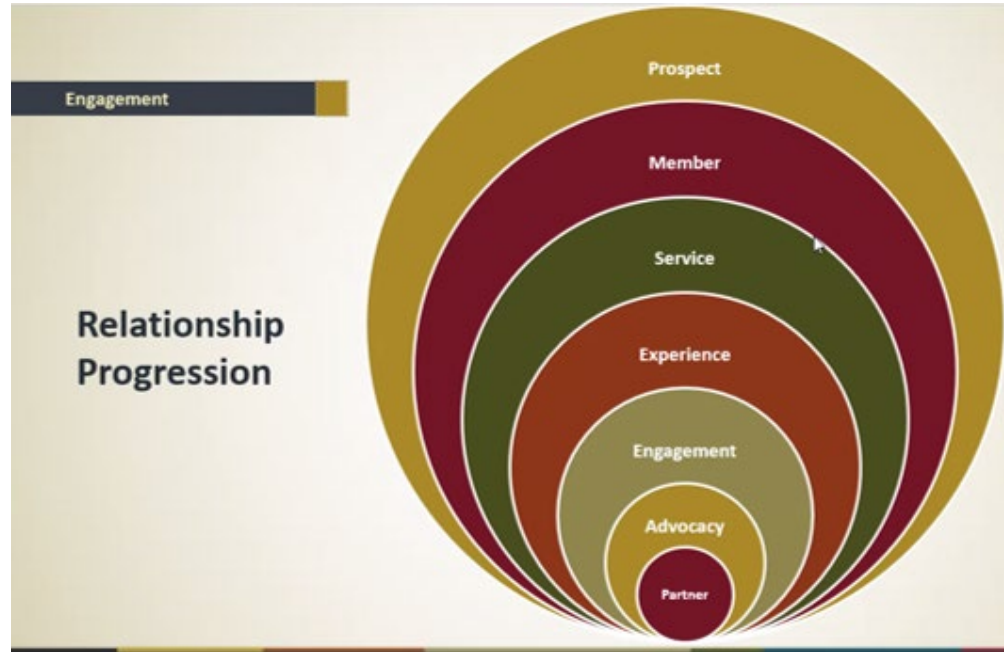 Engagement
Relationship
Progression
Prospect
Member
Service
Experience
Engagement
Advocacy
Partner